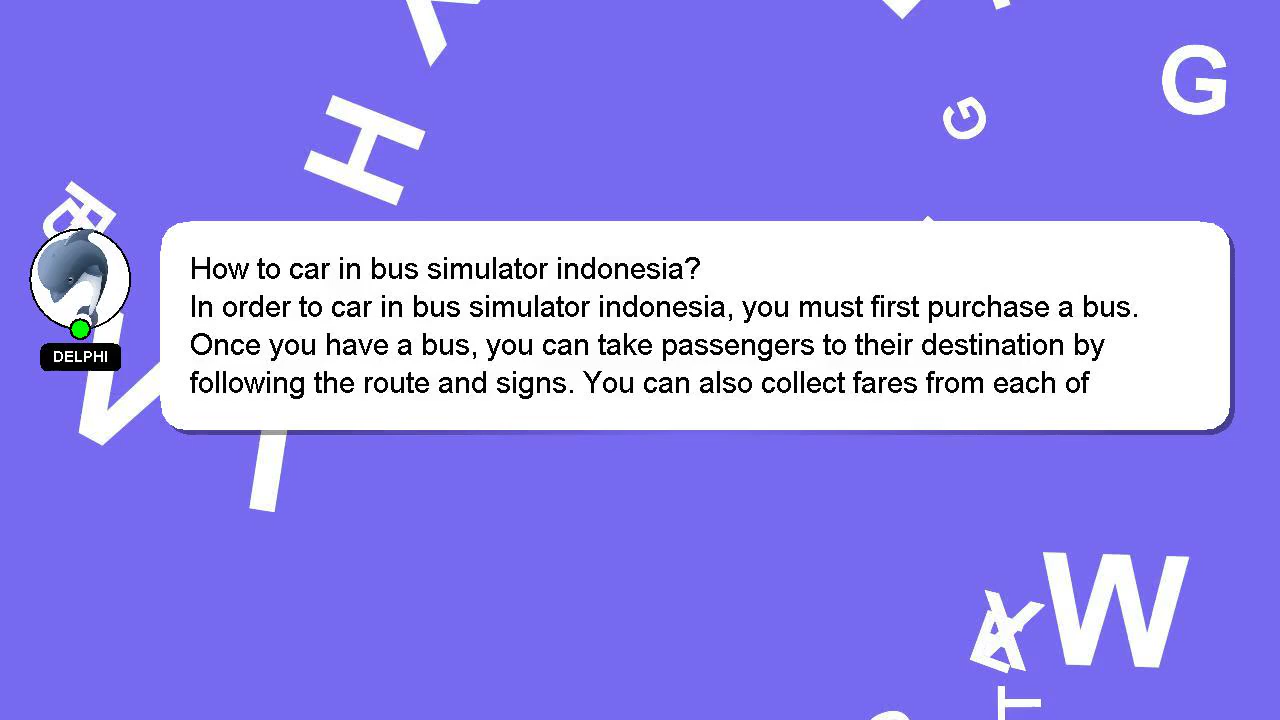 How to car in bus simulator indonesia?
In order to car in bus simulator indonesia, you must first purchase a bus.
Once you have a bus, you can take passengers to their destination by
following the route and signs. You can also collect fares from each of
DELPHI
H
G
G
R
W
X
T